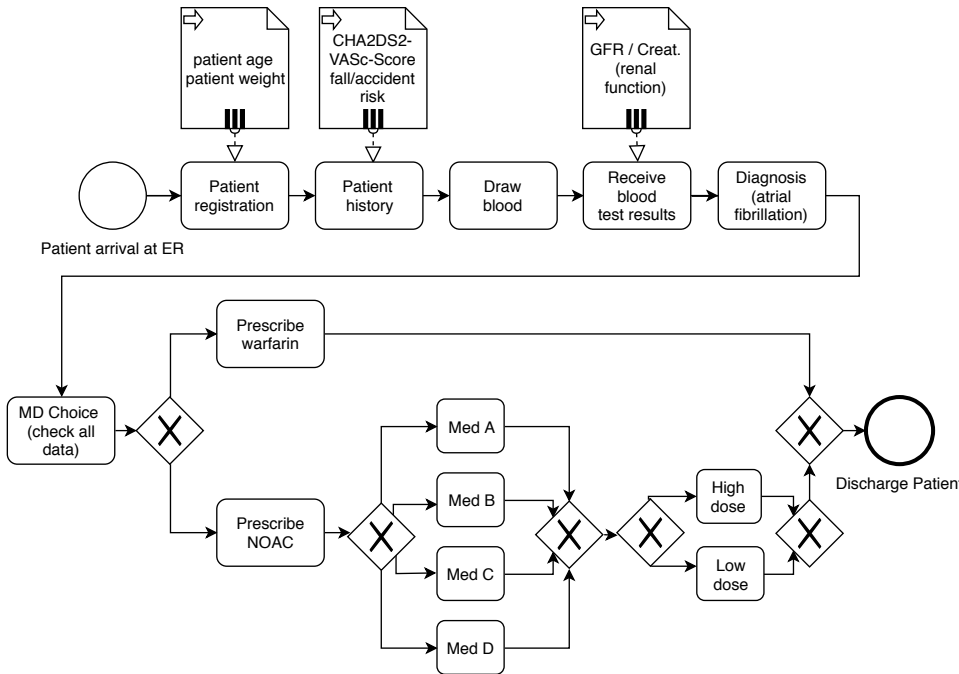 patient age
patient weight
CHA2DS2-
VASc-Score
fall/accident
risk
GFR / Creat.
(renal
function)
Patient
registration
Patient
history
Draw
blood
Receive
blood
test results
Diagnosis
(atrial
fibrillation)
Patient arrival at ER
Prescribe
warfarin
MD Choice
(check all
data)
Med A
Med B
Med C
Med D
Prescribe
NOAC
High
dose
Low
dose
Discharge Patient